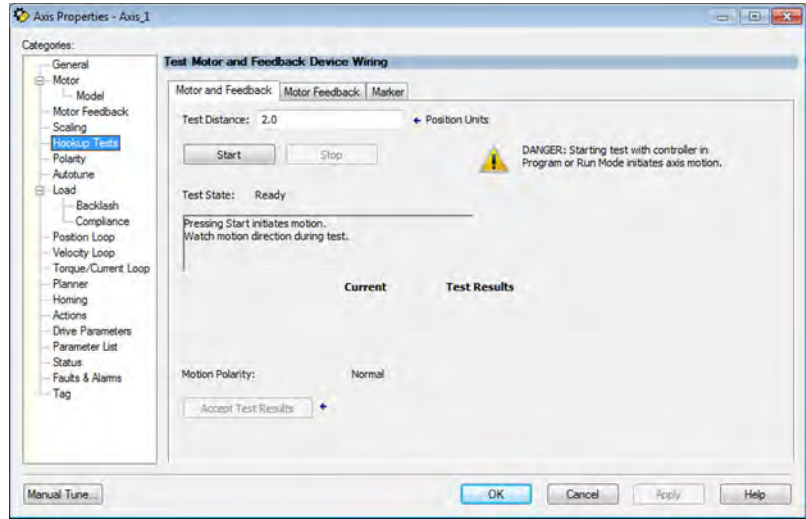 Axis Properties - Axis_1
Categories:
General
Motor
Model
Motor Feedback
Scaling
Hookup Tests
Polarity
Autotune
Load
Backlash
Compliance
Position Loop
Velocity Loop
Torque/Current Loop
Planner
Homing
Actions
Drive Parameters
Parameter List
Status
Faults & Alarms
Tag
Test Motor and Feedback Device Wiring
Motor and Feedback Motor Feedback Marker
Test Distance: 2.0 Position Units
Start Stop
DANGER: Starting test with controller in
Program or Run Mode initiates axis motion.
Test State: Ready
Pressing Start initiates motion.
Watch motion direction during test.
Current Test Results
Motion Polarity: Normal
Accept Test Results
Manual Tune... OK Cancel Apply Help